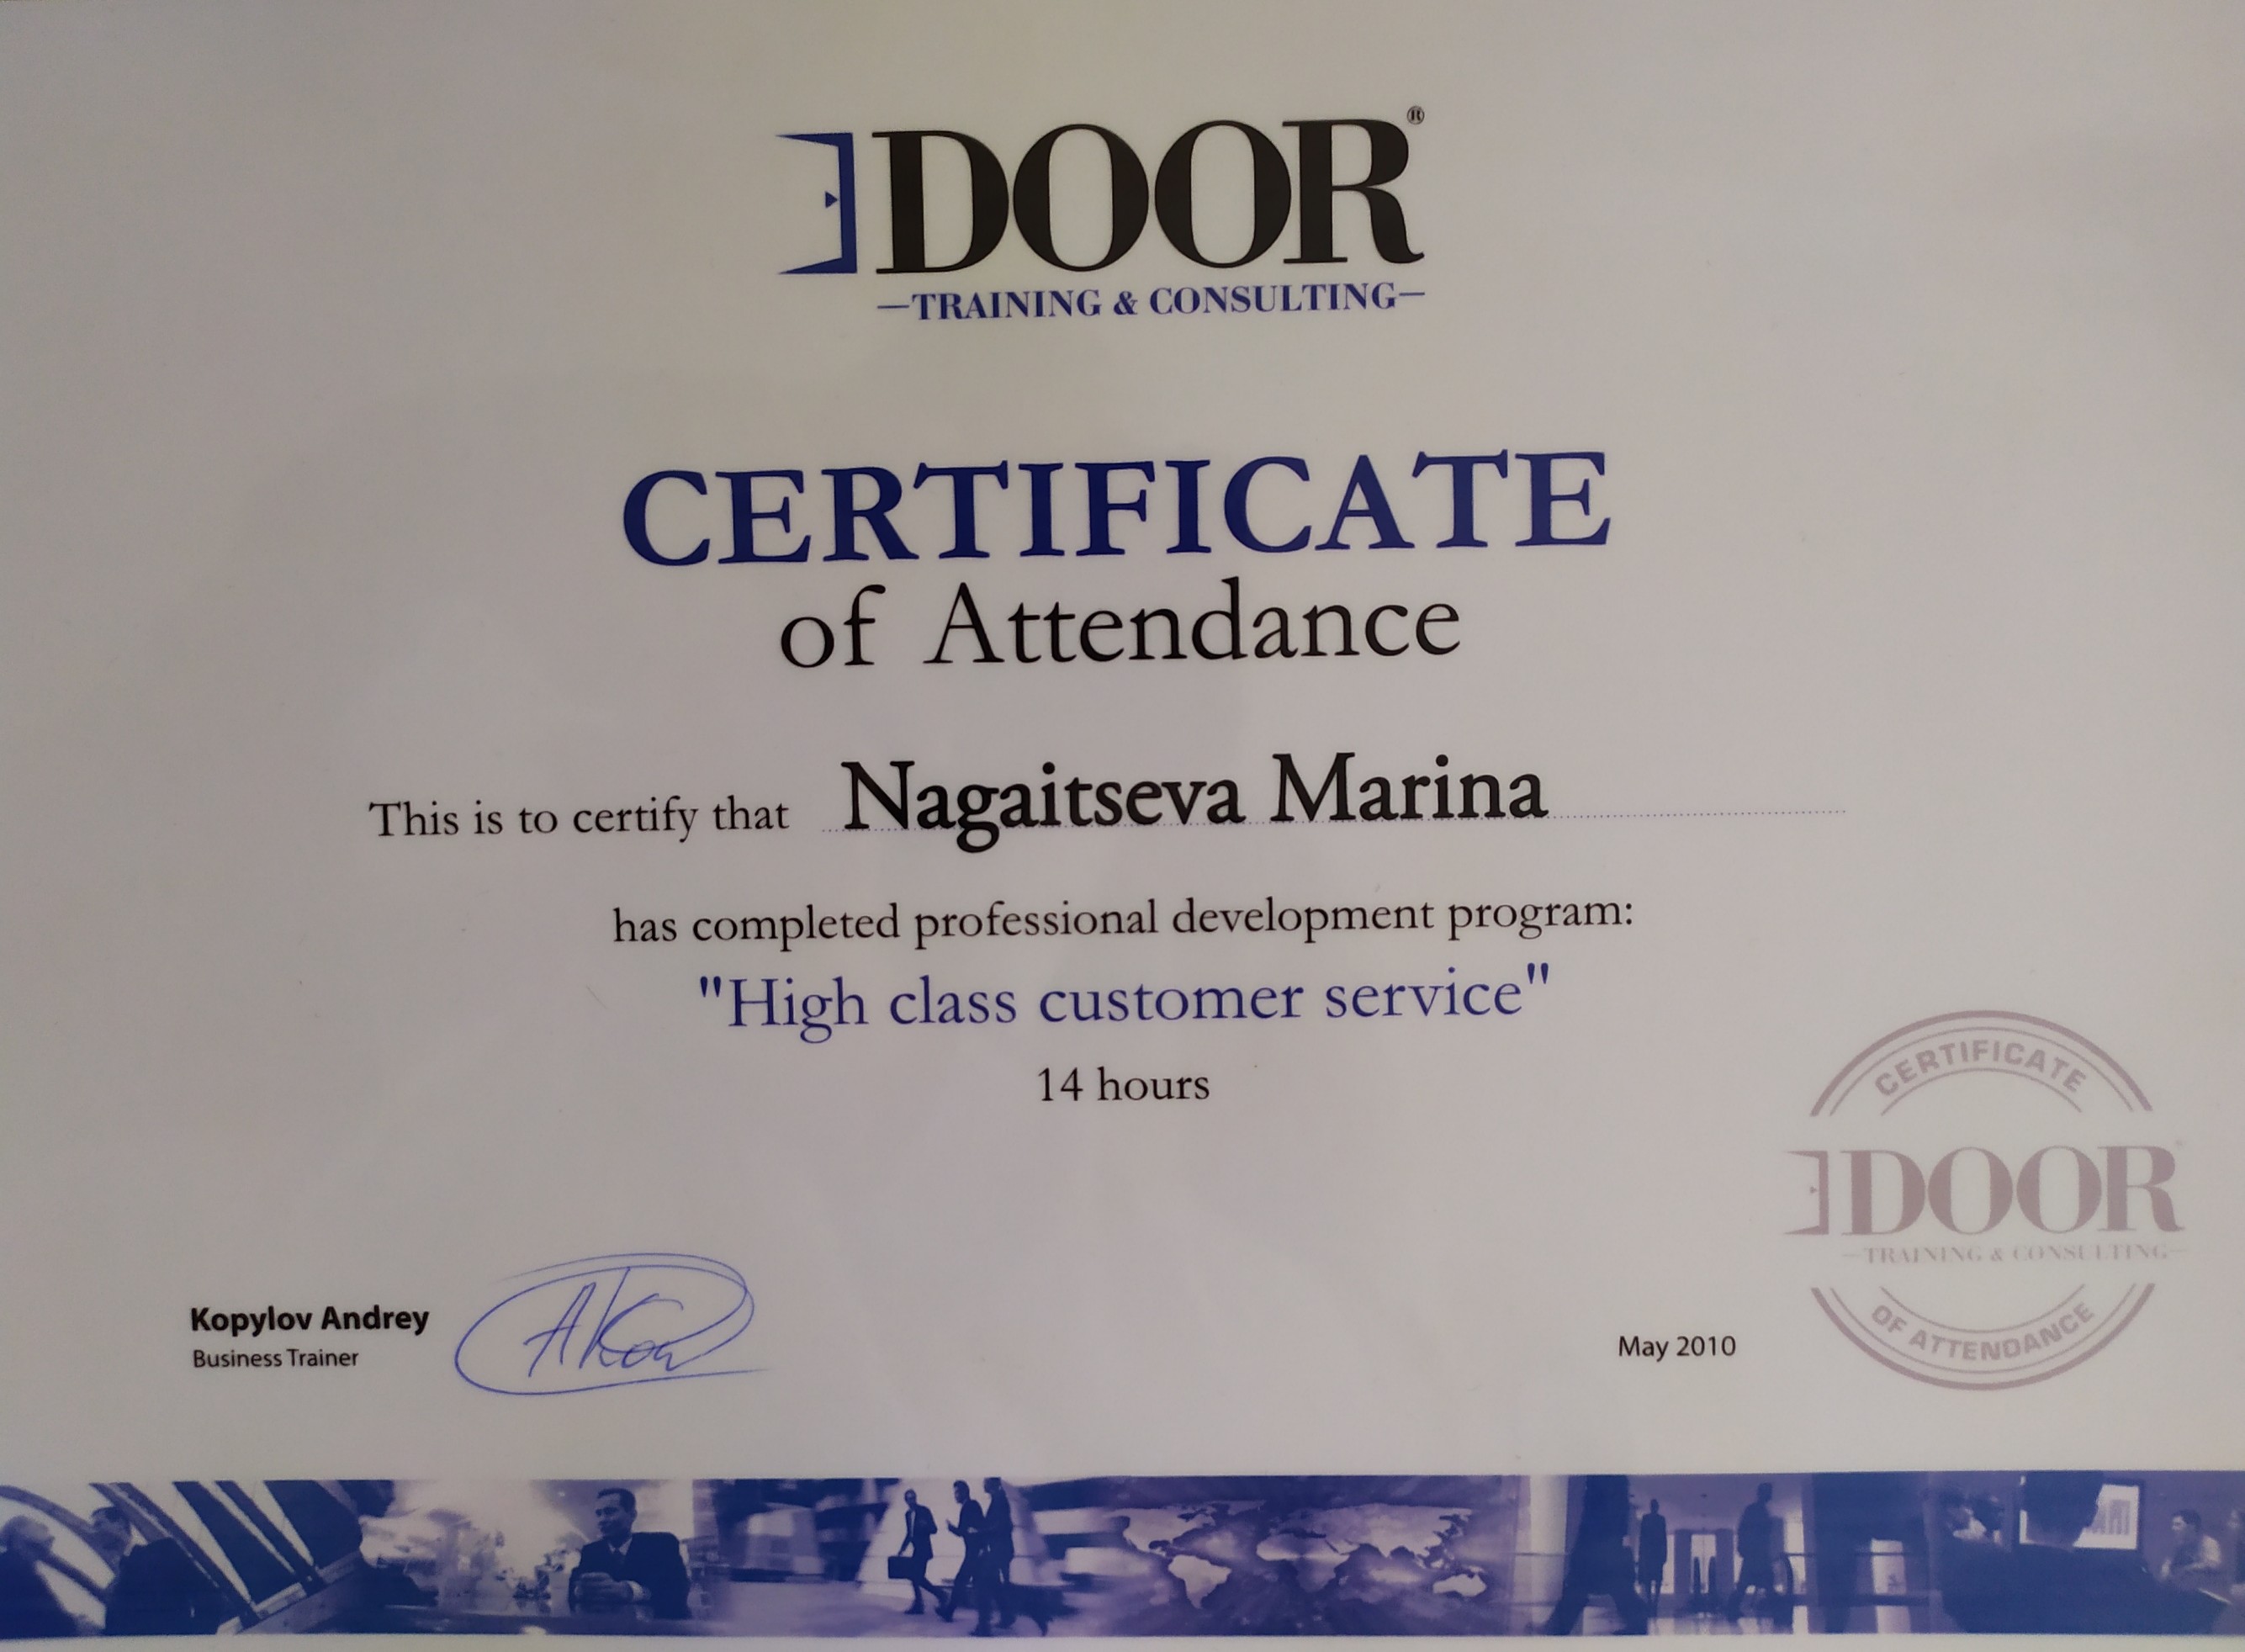 DOOR®
—TRAINING & CONSULTING—
CERTIFICATE
of Attendance
This is to certify that Nagaitseva Marina
has completed professional development program:
"High class customer service"
14 hours
CERTIFICATE
DOOR
—TRAINING & CONSULTING—
OF ATTENDANCE
Kopylov Andrey
Business Trainer
May 2010